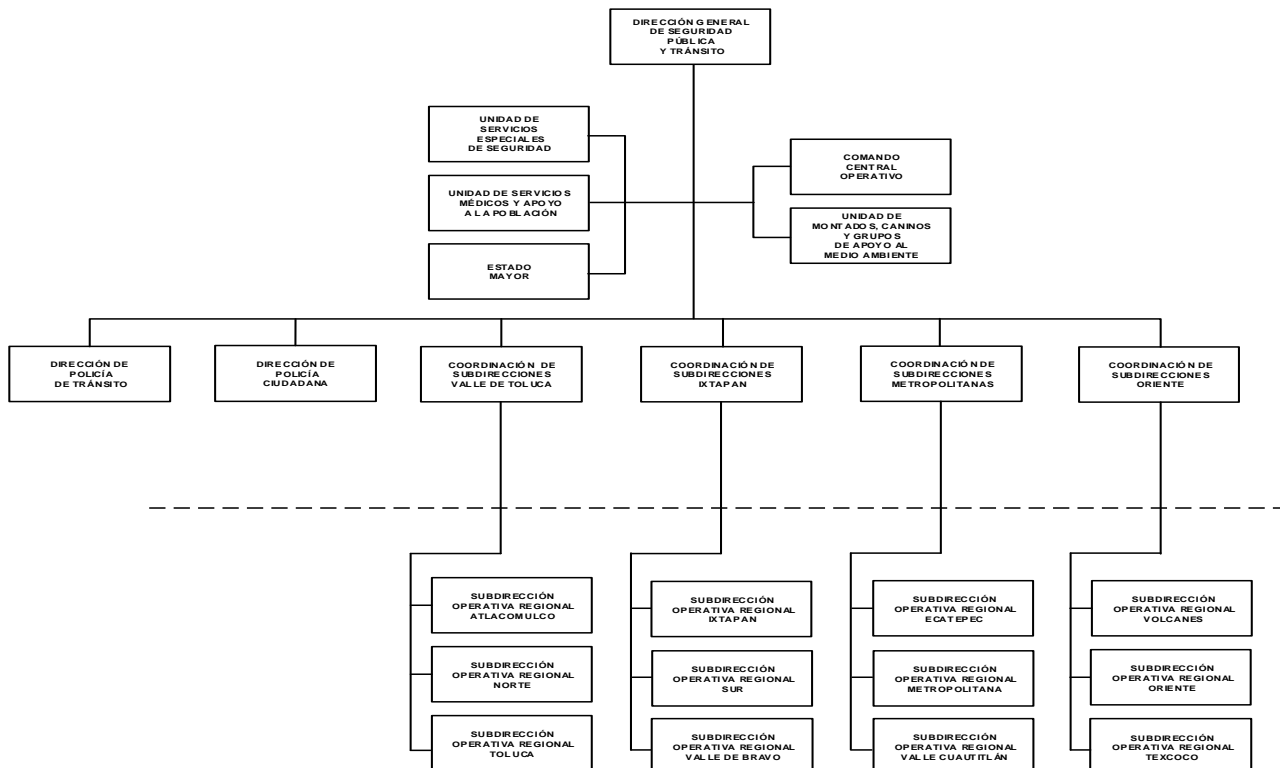 DIRECCIÓN GENERAL
DE SEGURIDAD
PÚBLICA
Y TRÁNSITO
UNIDAD DE
SERVICIOS
ESPECIALES
DE SEGURIDAD
COMANDO
CENTRAL
OPERATIVO
UNIDAD DE SERVICIOS
MÉDICOS Y APOYO
A LA POBLACIÓN
UNIDAD DE
MONTADOS, CANINOS
Y GRUPOS
DE APOYO AL
MEDIO AMBIENTE
ESTADO
MAYOR
DIRECCIÓN DE
POLICÍA
DE TRÁNSITO
DIRECCIÓN DE
POLICÍA
CIUDADANA
COORDINACIÓN DE
SUBDIRECCIONES
VALLE DE TOLUCA
COORDINACIÓN DE
SUBDIRECCIONES
IXTAPAN
COORDINACIÓN DE
SUBDIRECCIONES
METROPOLITANAS
COORDINACIÓN DE
SUBDIRECCIONES
ORIENTE
SUBDIRECCIÓN
OPERATIVA REGIONAL
ATLACOMULCO
SUBDIRECCIÓN
OPERATIVA REGIONAL
IXTAPAN
SUBDIRECCIÓN
OPERATIVA REGIONAL
ECATEPEC
SUBDIRECCIÓN
OPERATIVA REGIONAL
VOLCANES
SUBDIRECCIÓN
OPERATIVA REGIONAL
NORTE
SUBDIRECCIÓN
OPERATIVA REGIONAL
SUR
SUBDIRECCIÓN
OPERATIVA REGIONAL
METROPOLITANA
SUBDIRECCIÓN
OPERATIVA REGIONAL
ORIENTE
SUBDIRECCIÓN
OPERATIVA REGIONAL
TOLUCA
SUBDIRECCIÓN
OPERATIVA REGIONAL
VALLE DE BRAVO
SUBDIRECCIÓN
OPERATIVA REGIONAL
VALLE CUAUTITLÁN
SUBDIRECCIÓN
OPERATIVA REGIONAL
TEXCOCO